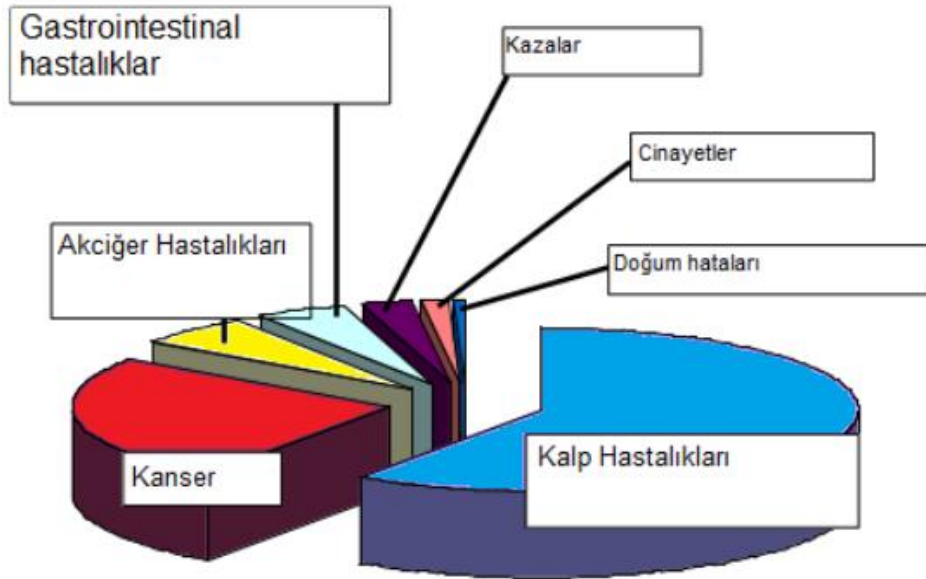 Gastrointestinal
hastalıklar
Kazalar
Cinayetler
Akciğer Hastalıkları
Doğum hataları
Kanser
Kalp Hastalıkları